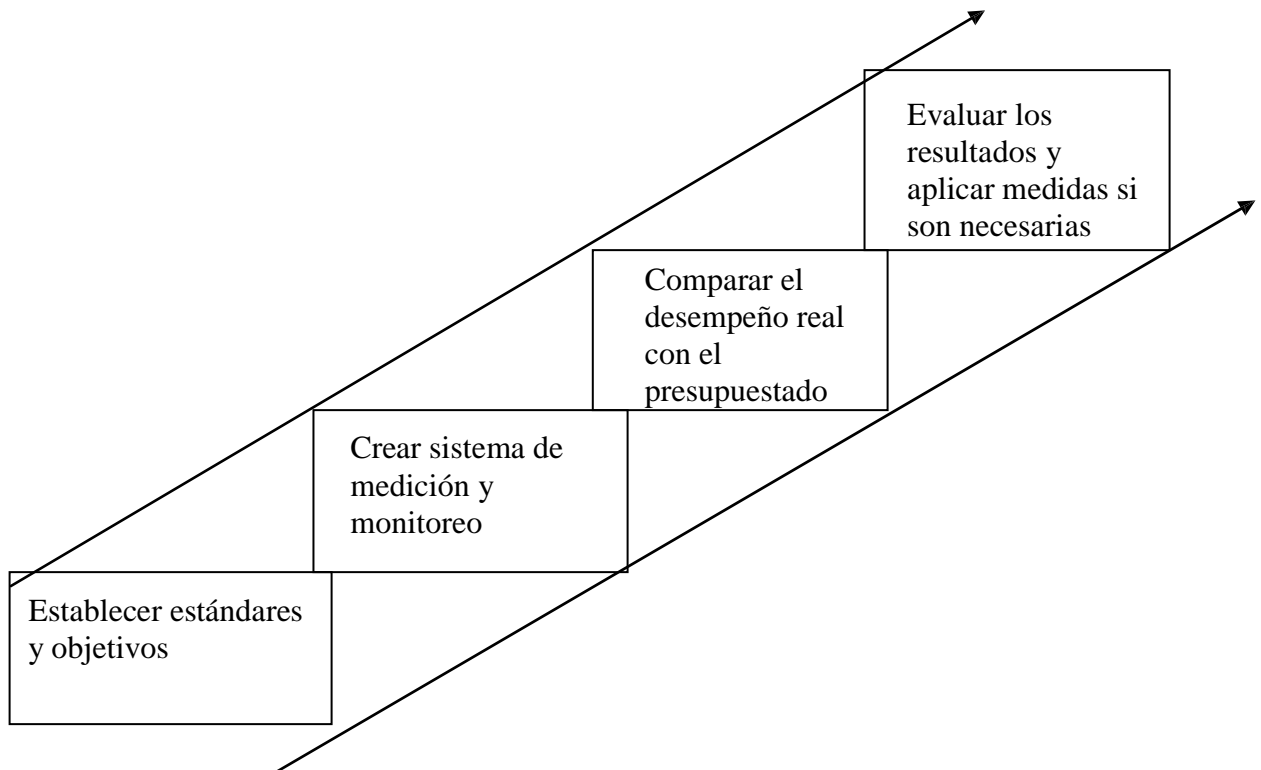 Evaluar los
resultados y
aplicar medidas si
son necesarias
Comparar el
desempeño real
con el
presupuestado
Crear sistema de
medición y
monitoreo
Establecer estándares
y objetivos